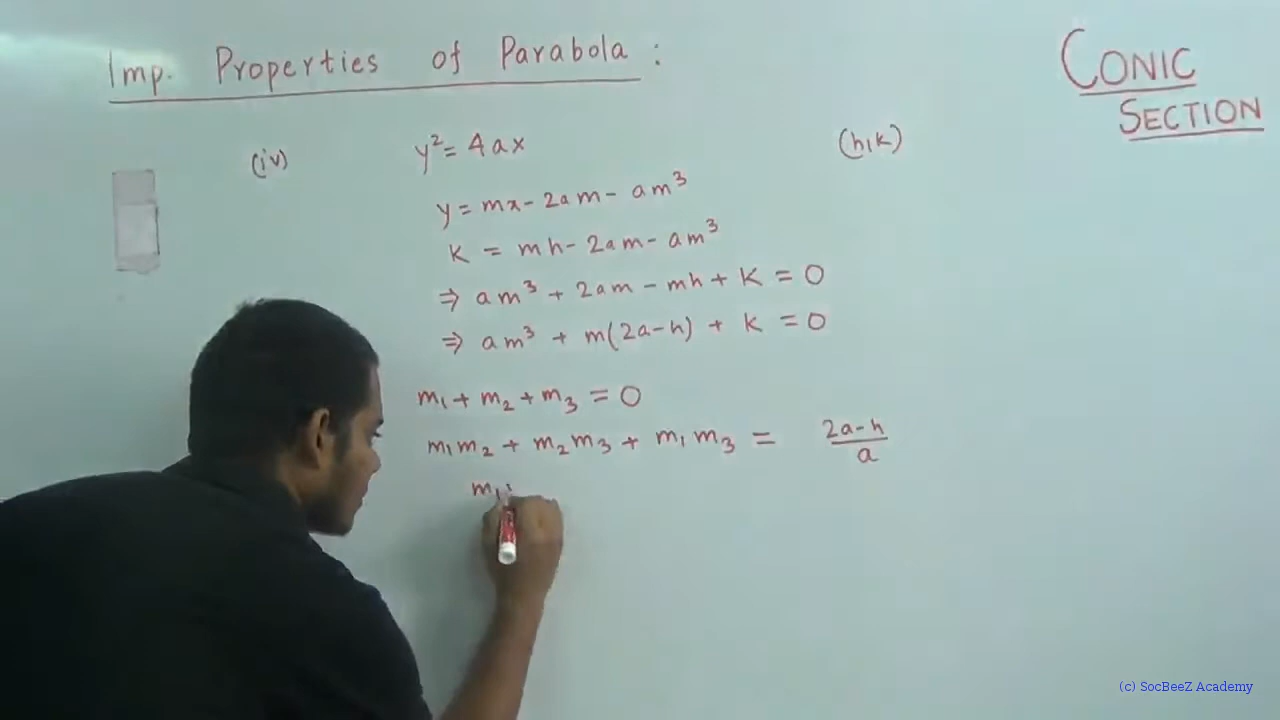 Imp. Properties of Parabola :
CONIC
SECTION
(iv) y²= 4ax (h,k)
y = mx - 2am - am³
K = mh - 2am - am³
⇒ am³ + 2am - mh + K = 0
⇒ am³ + m(2a-h) + K = 0
m₁ + m₂ + m₃ = 0
m₁m₂ + m₂m₃ + m₁m₃ = (2a-h)/a
m₁
(c) SocBeeZ Academy